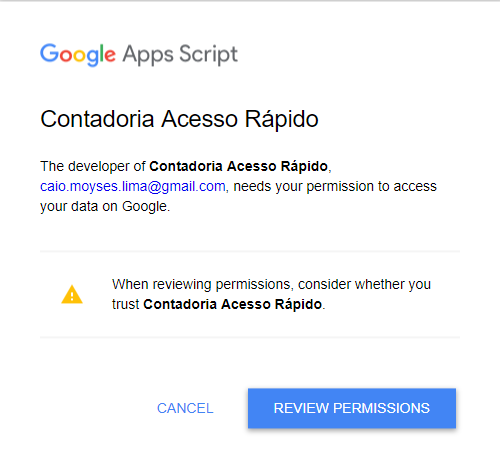 Google Apps Script
Contadoria Acesso Rápido
The developer of Contadoria Acesso Rápido,
caio.moyses.lima@gmail.com, needs your permission to access
your data on Google.
When reviewing permissions, consider whether you
trust Contadoria Acesso Rápido.
CANCEL
REVIEW PERMISSIONS